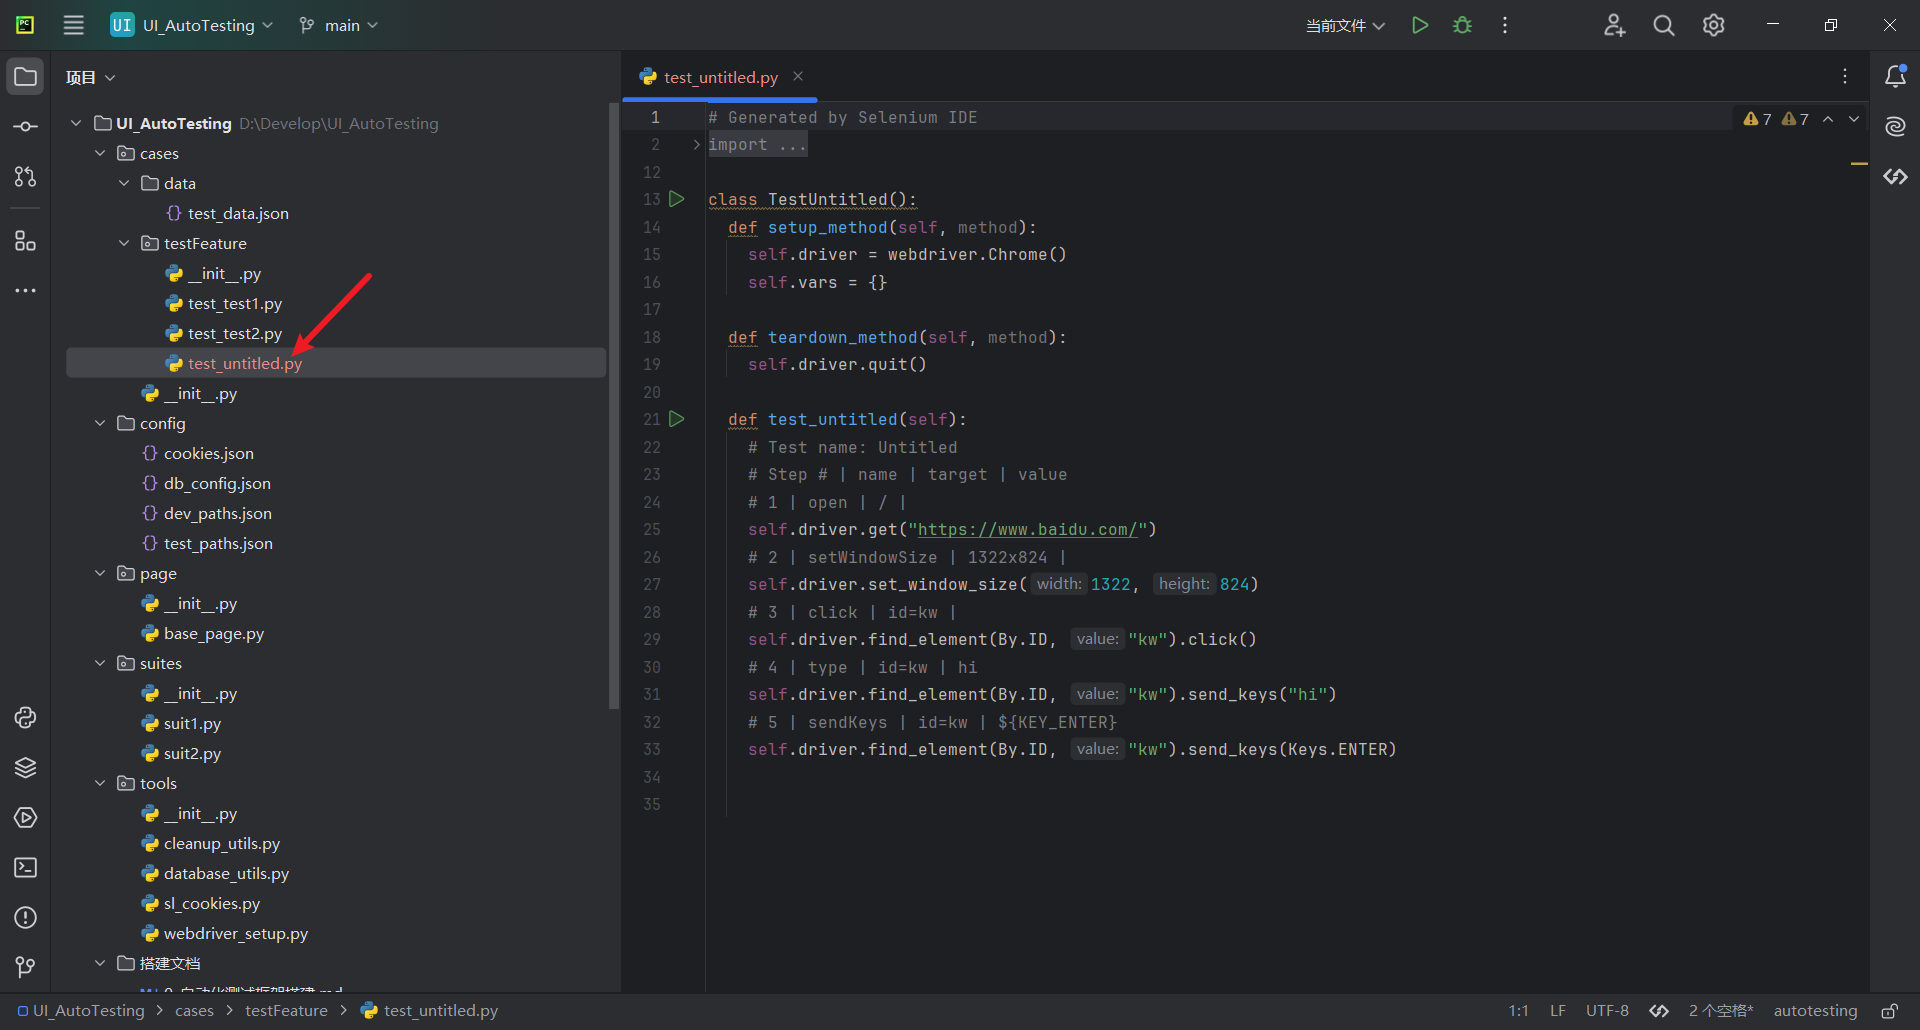 PC
UI UI_AutoTesting main 当前文件
项目
UI_AutoTesting D:\Develop\UI_AutoTesting
cases
data
{} test_data.json
testFeature
__init__.py
test_test1.py
test_test2.py
test_untitled.py
__init__.py
config
{} cookies.json
{} db_config.json
{} dev_paths.json
{} test_paths.json
page
__init__.py
base_page.py
suites
__init__.py
suit1.py
suit2.py
tools
__init__.py
cleanup_utils.py
database_utils.py
sl_cookies.py
webdriver_setup.py
搭建文档
test_untitled.py
7 7
1 # Generated by Selenium IDE
2 import ...
12
13 class TestUntitled():
14 def setup_method(self, method):
15 self.driver = webdriver.Chrome()
16 self.vars = {}
17
18 def teardown_method(self, method):
19 self.driver.quit()
20
21 def test_untitled(self):
22 # Test name: Untitled
23 # Step # | name | target | value
24 # 1 | open | / |
25 self.driver.get("https://www.baidu.com/")
26 # 2 | setWindowSize | 1322x824 |
27 self.driver.set_window_size( width: 1322, height: 824)
28 # 3 | click | id=kw |
29 self.driver.find_element(By.ID, value: "kw").click()
30 # 4 | type | id=kw | hi
31 self.driver.find_element(By.ID, value: "kw").send_keys("hi")
32 # 5 | sendKeys | id=kw | ${KEY_ENTER}
33 self.driver.find_element(By.ID, value: "kw").send_keys(Keys.ENTER)
34
35
UI_AutoTesting > cases > testFeature > test_untitled.py
1:1 LF UTF-8 2 个空格* autotesting